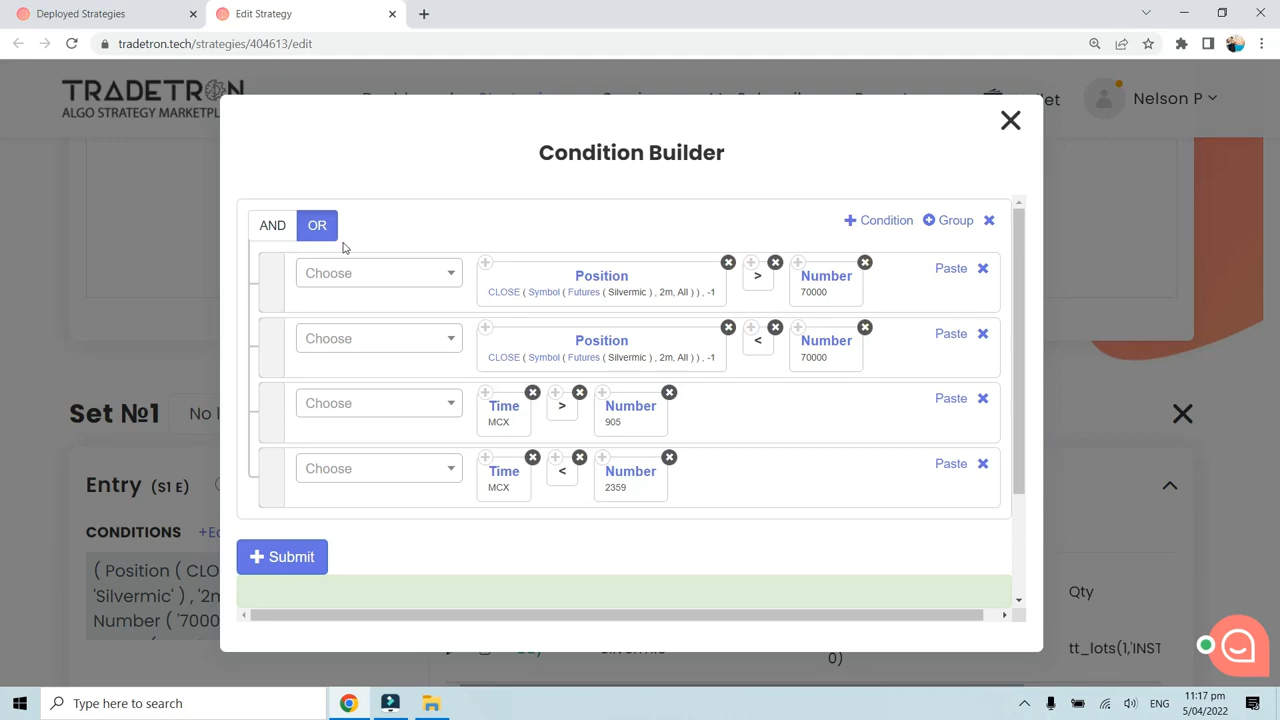 Deployed Strategies
Edit Strategy
tradetron.tech/strategies/404613/edit
TRADETRON
ALGO STRATEGY MARKETPL
Nelson P
Condition Builder
AND OR
Condition Group
Choose Position > Number Paste
CLOSE ( Symbol ( Futures ( Silvermic ) , 2m, All ) ) , -1 70000
Choose Position < Number Paste
CLOSE ( Symbol ( Futures ( Silvermic ) , 2m, All ) ) , -1 70000
Choose Time > Number Paste
MCX 905
Choose Time < Number Paste
MCX 2359
Submit
Set №1 No l
Entry (S1 E)
CONDITIONS
( Position ( CLO
'Silvermic' ) , '2m
Number ( '7000
Qty
0)
tt_lots(1,'INST
Type here to search
ENG
11:17 pm
5/04/2022